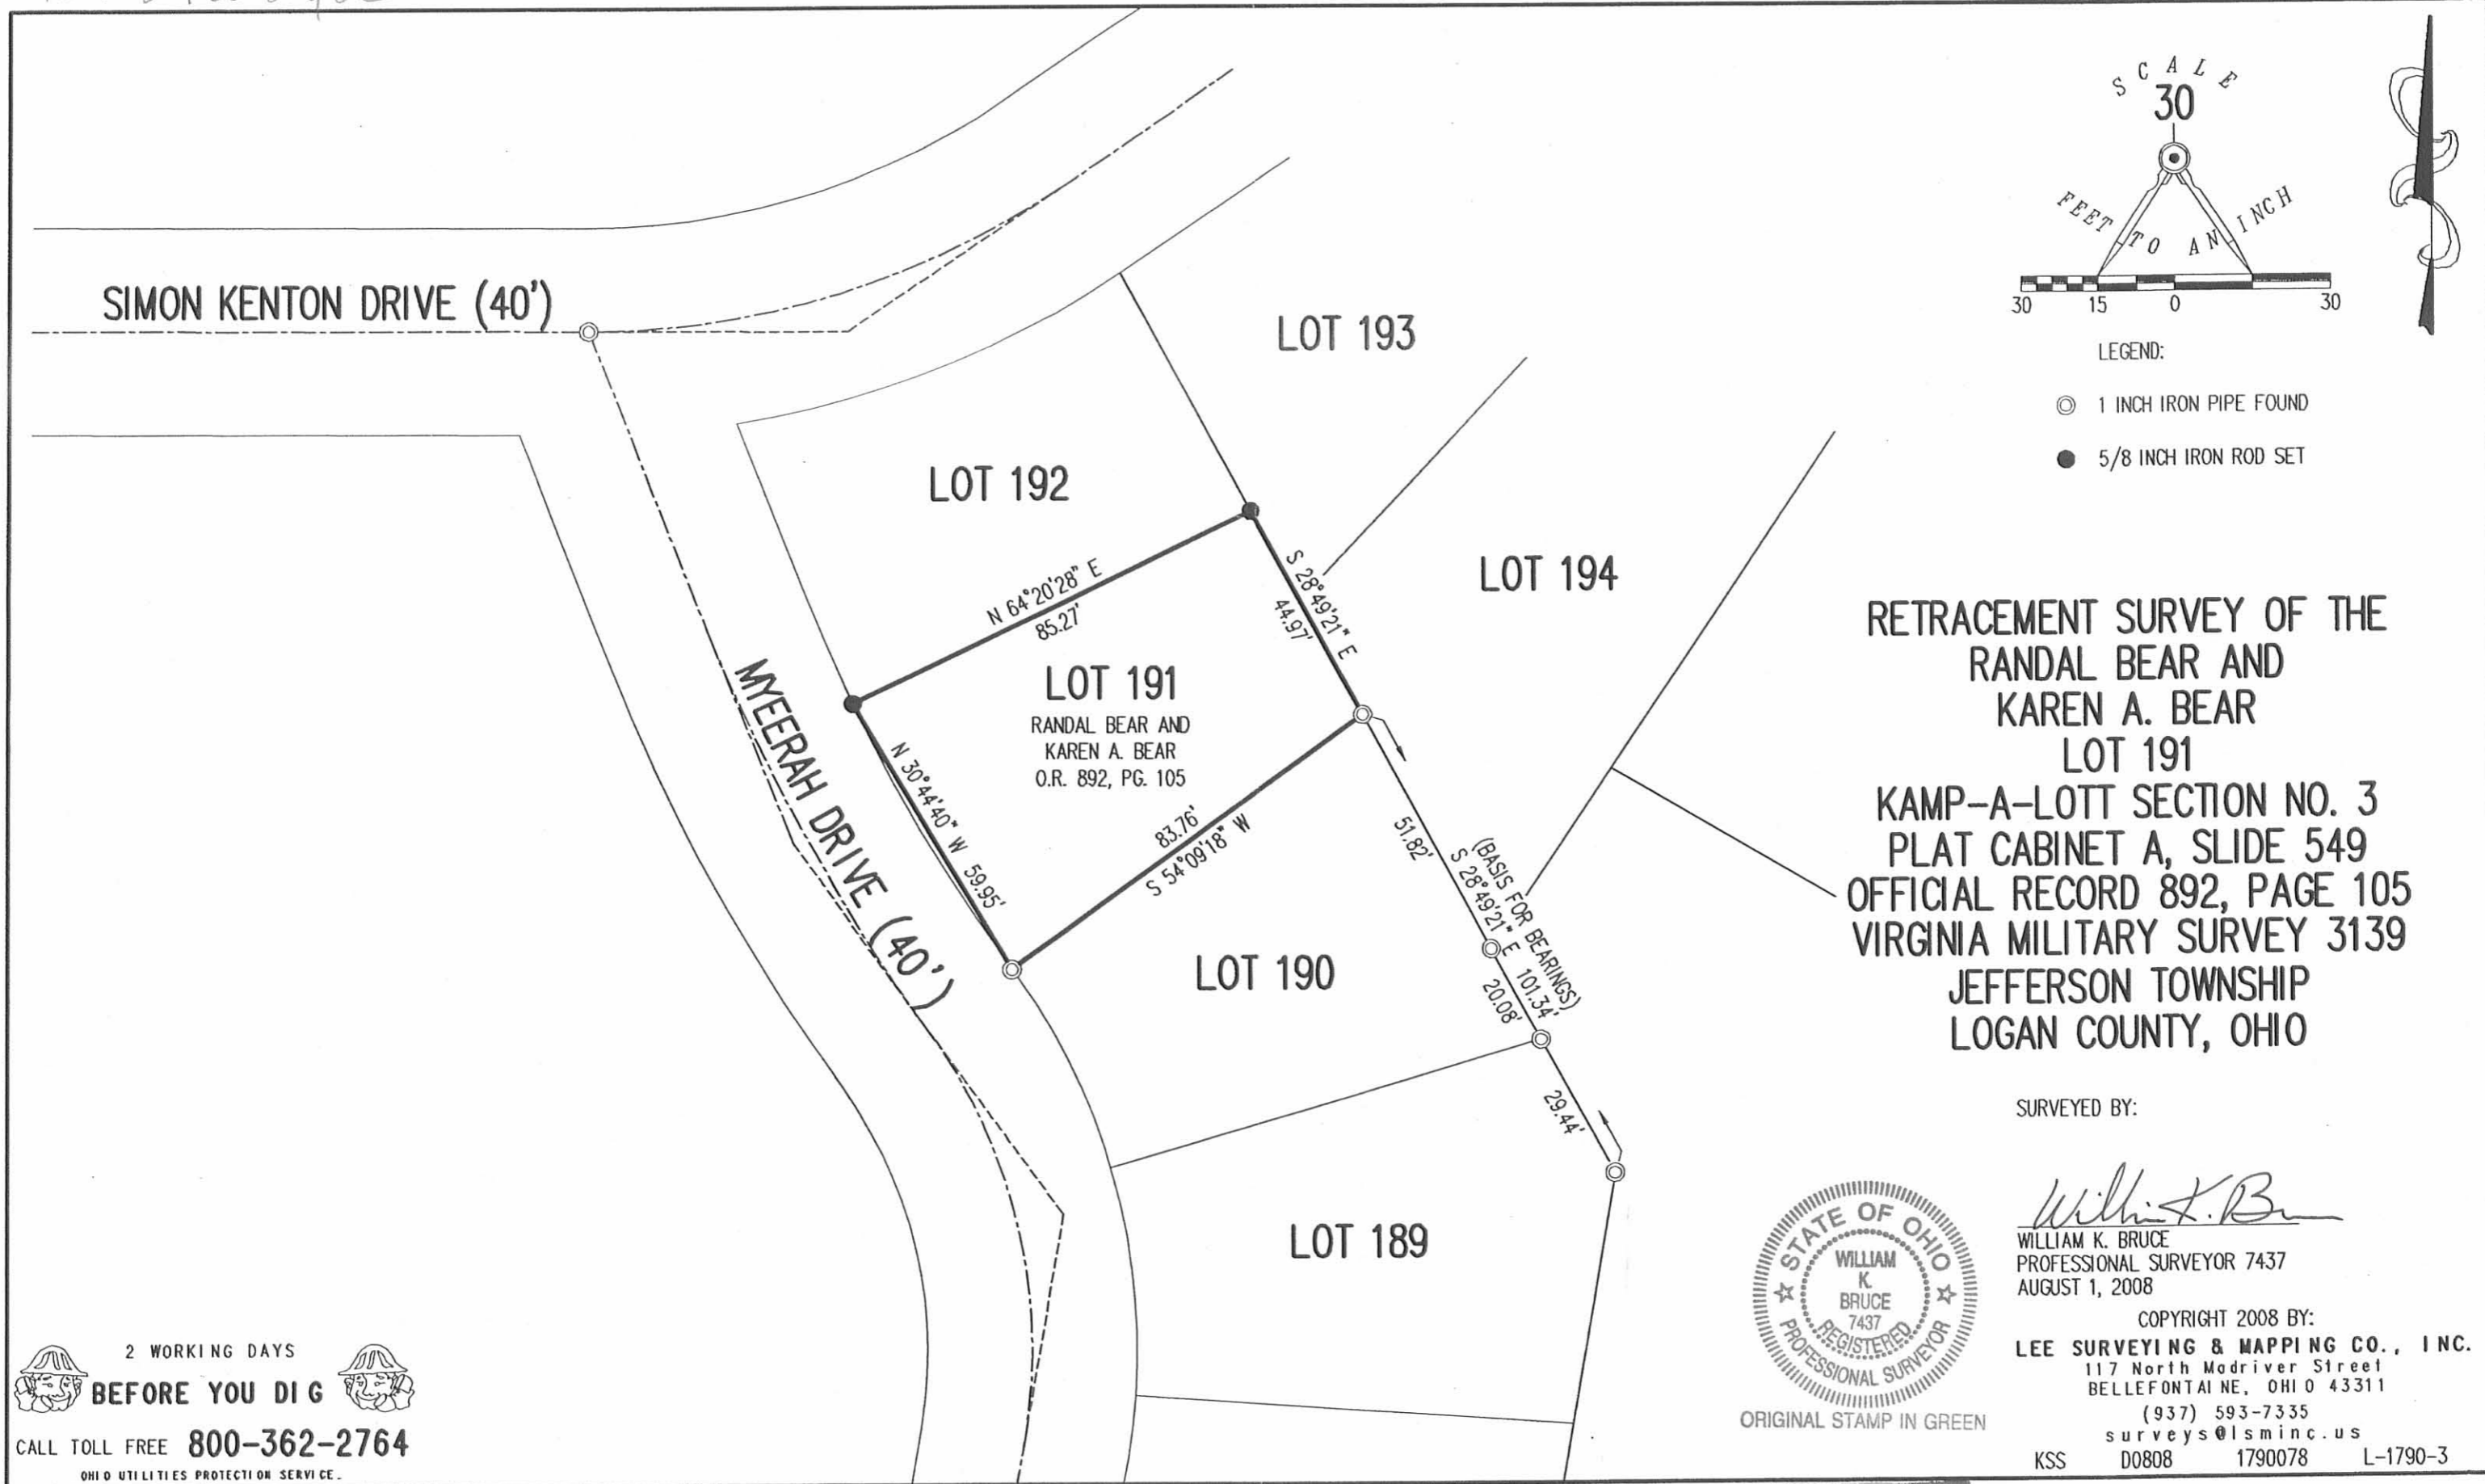 SCALE
30
FEET TO AN INCH
30 15 0 30
LEGEND:
1 INCH IRON PIPE FOUND
5/8 INCH IRON ROD SET
SIMON KENTON DRIVE (40')
LOT 193
LOT 192
LOT 194
N 64°20'28" E
85.27'
S 28°49'21" E
44.97'
LOT 191
RANDAL BEAR AND
KAREN A. BEAR
O.R. 892, PG. 105
MYEERAH DRIVE (40')
N 30°44'40" W 59.95'
83.76'
S 54°09'18" W
51.82'
(BASIS FOR BEARINGS)
S 28°49'21" E 101.34'
20.08'
LOT 190
29.44'
LOT 189
RETRACEMENT SURVEY OF THE
RANDAL BEAR AND
KAREN A. BEAR
LOT 191
KAMP-A-LOTT SECTION NO. 3
PLAT CABINET A, SLIDE 549
OFFICIAL RECORD 892, PAGE 105
VIRGINIA MILITARY SURVEY 3139
JEFFERSON TOWNSHIP
LOGAN COUNTY, OHIO
SURVEYED BY:
William K. Bruce
WILLIAM K. BRUCE
PROFESSIONAL SURVEYOR 7437
AUGUST 1, 2008
STATE OF OHIO
WILLIAM
K.
BRUCE
7437
REGISTERED
PROFESSIONAL SURVEYOR
ORIGINAL STAMP IN GREEN
COPYRIGHT 2008 BY:
LEE SURVEYING & MAPPING CO., INC.
117 North Madriver Street
BELLEFONTAINE, OHIO 43311
(937) 593-7335
surveys@lsminc.us
KSS D0808 1790078 L-1790-3
2 WORKING DAYS
BEFORE YOU DIG
CALL TOLL FREE 800-362-2764
OHIO UTILITIES PROTECTION SERVICE.